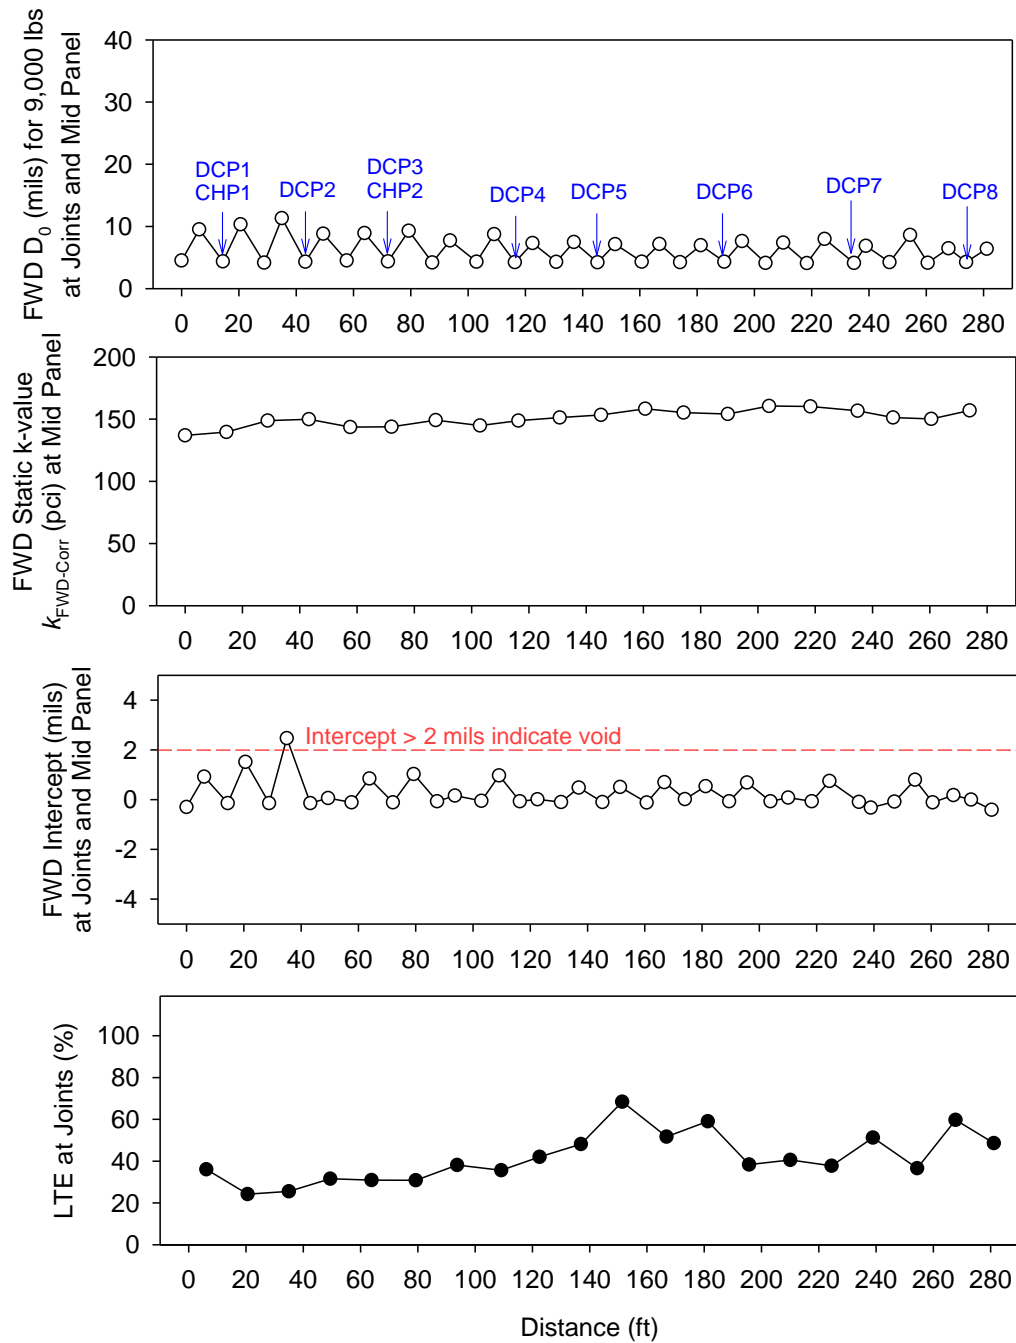 FWD D0 (mils) for 9,000 lbs
at Joints and Mid Panel
40
30
20
10
0
DCP1
CHP1
DCP2
DCP3
CHP2
DCP4
DCP5
DCP6
DCP7
DCP8
0 20 40 60 80 100 120 140 160 180 200 220 240 260 280
FWD Static k-value
kFWD-Corr (pci) at Mid Panel
200
150
100
50
0
0 20 40 60 80 100 120 140 160 180 200 220 240 260 280
FWD Intercept (mils)
at Joints and Mid Panel
4
2
0
-2
-4
Intercept > 2 mils indicate void
0 20 40 60 80 100 120 140 160 180 200 220 240 260 280
LTE at Joints (%)
100
80
60
40
20
0
0 20 40 60 80 100 120 140 160 180 200 220 240 260 280
Distance (ft)